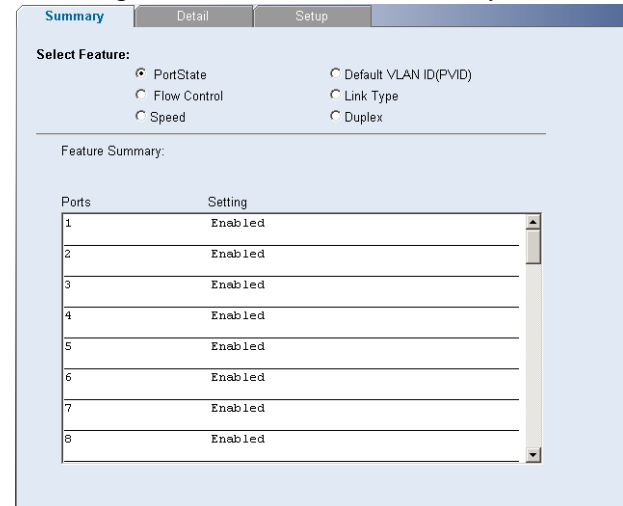 Summary Detail Setup
Select Feature:
PortState Default VLAN ID(PVID)
Flow Control Link Type
Speed Duplex
Feature Summary:
Ports Setting
1 Enabled
2 Enabled
3 Enabled
4 Enabled
5 Enabled
6 Enabled
7 Enabled
8 Enabled